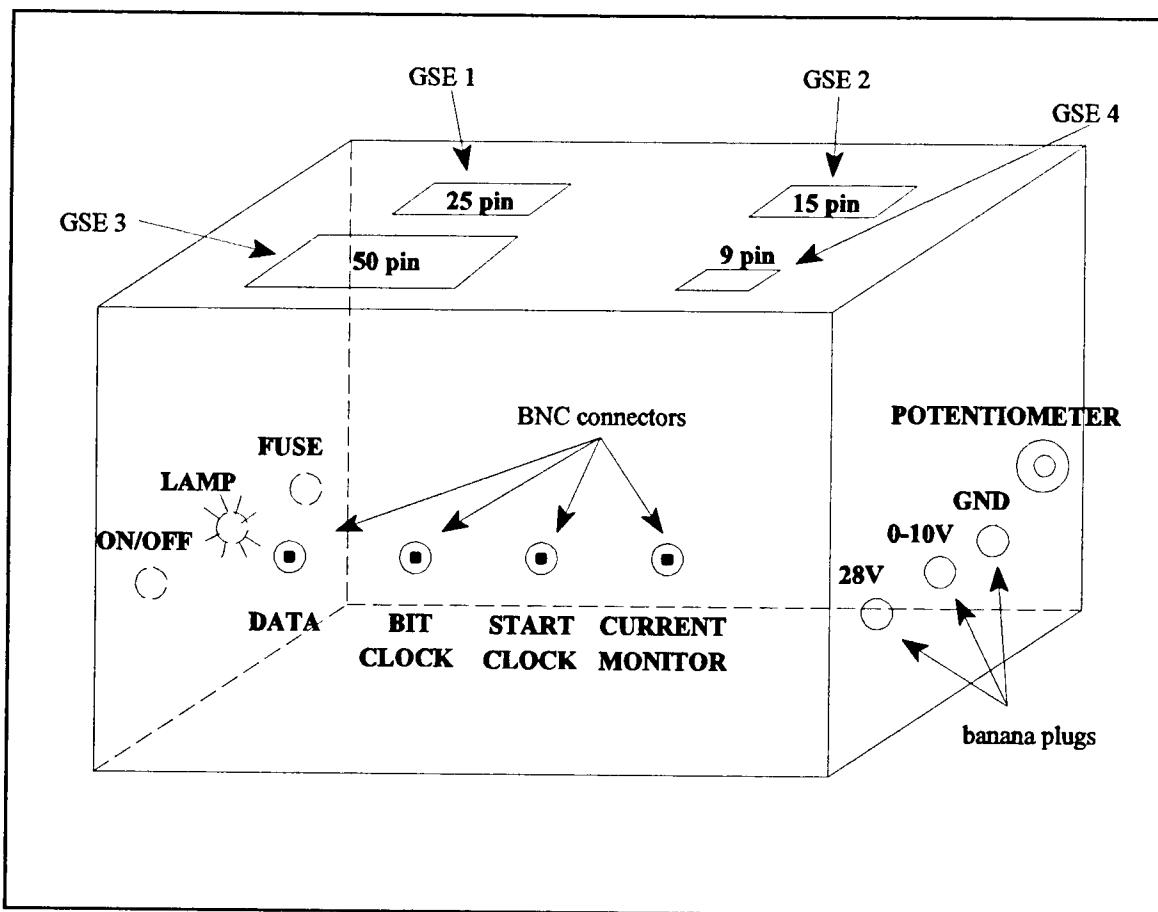 GSE 1
GSE 2
GSE 4
25 pin
15 pin
GSE 3
50 pin
9 pin
BNC connectors
POTENTIOMETER
FUSE
LAMP
GND
ON/OFF
0-10V
28V
DATA
BIT
CLOCK
START
CLOCK
CURRENT
MONITOR
banana plugs